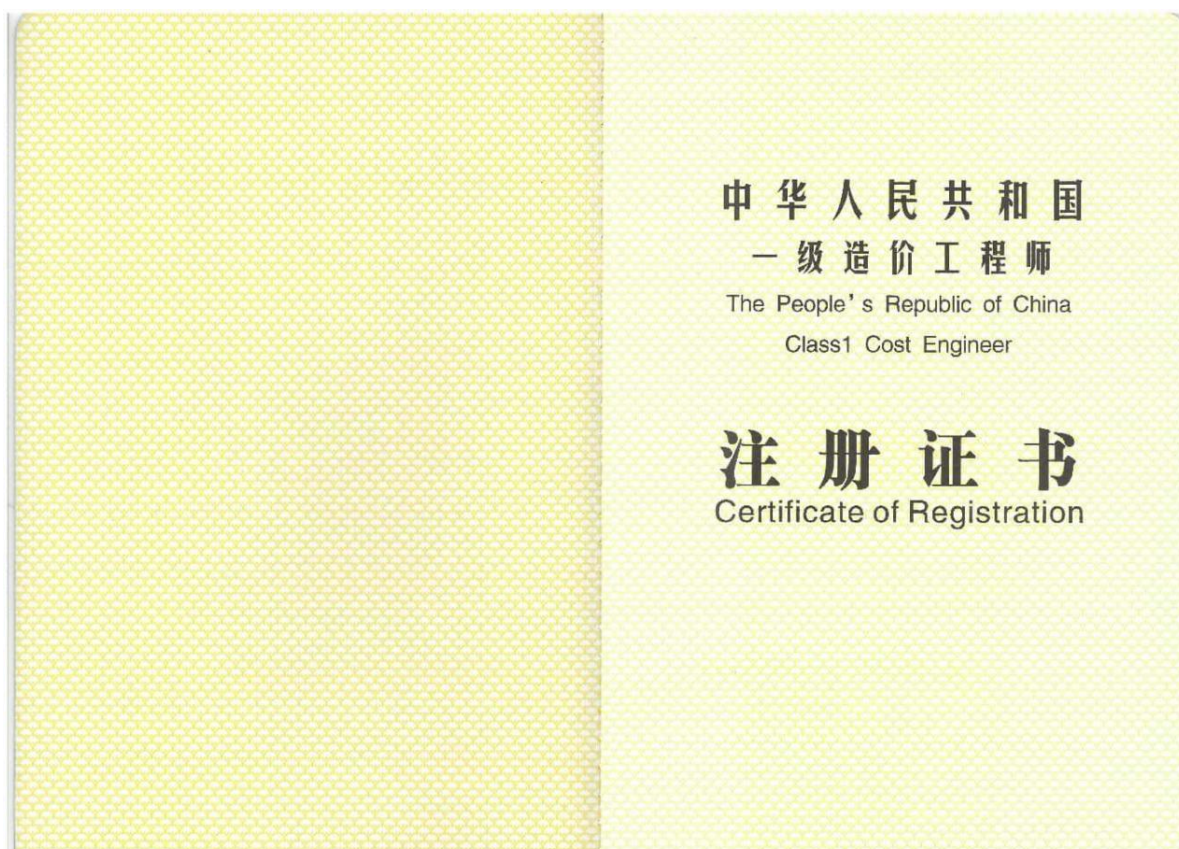 中华人民共和国
一级造价工程师
The People's Republic of China
Class1 Cost Engineer
注册证书
Certificate of Registration